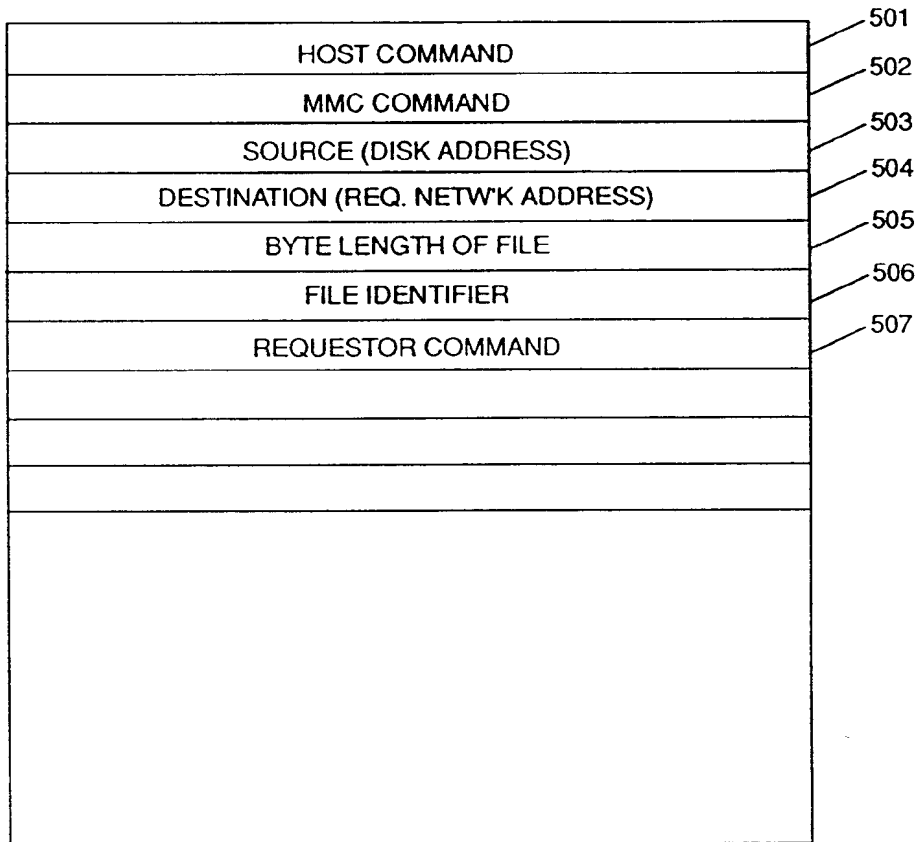 501
HOST COMMAND
502
MMC COMMAND
503
SOURCE (DISK ADDRESS)
504
DESTINATION (REQ. NETW'K ADDRESS)
505
BYTE LENGTH OF FILE
506
FILE IDENTIFIER
507
REQUESTOR COMMAND